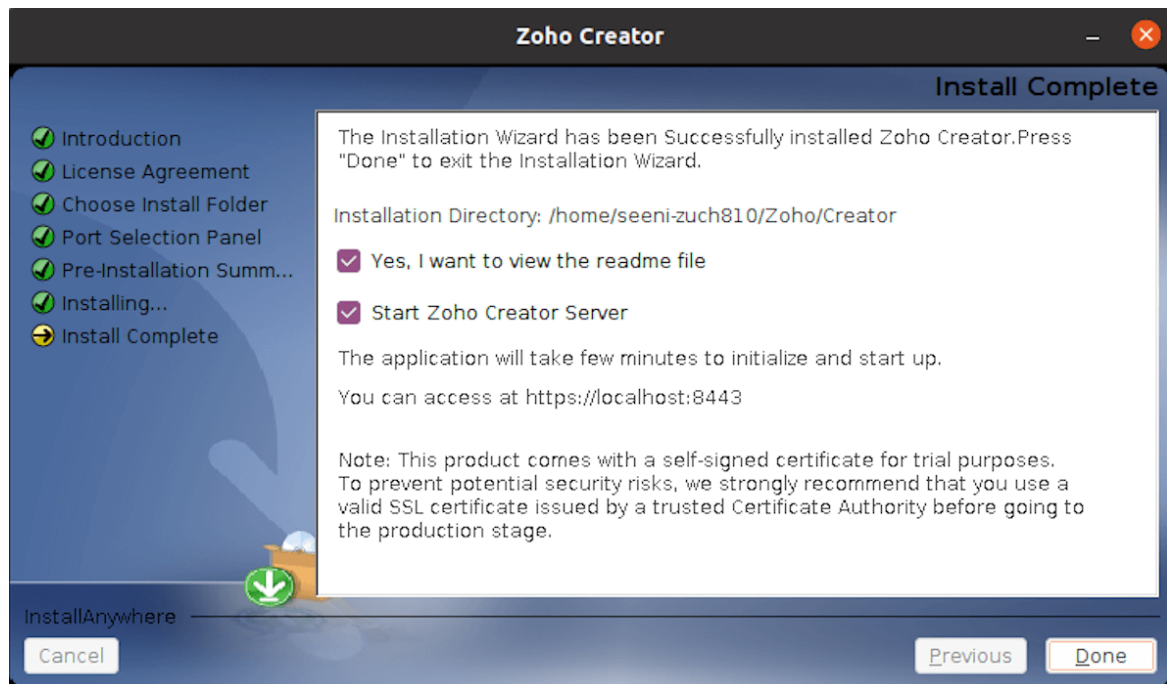 Zoho Creator
Install Complete
Introduction
License Agreement
Choose Install Folder
Port Selection Panel
Pre-Installation Summ...
Installing...
Install Complete
The Installation Wizard has been Successfully installed Zoho Creator.Press
"Done" to exit the Installation Wizard.
Installation Directory: /home/seeni-zuch810/Zoho/Creator
Yes, I want to view the readme file
Start Zoho Creator Server
The application will take few minutes to initialize and start up.
You can access at https://localhost:8443
Note: This product comes with a self-signed certificate for trial purposes.
To prevent potential security risks, we strongly recommend that you use a
valid SSL certificate issued by a trusted Certificate Authority before going to
the production stage.
InstallAnywhere
Cancel
Previous
Done